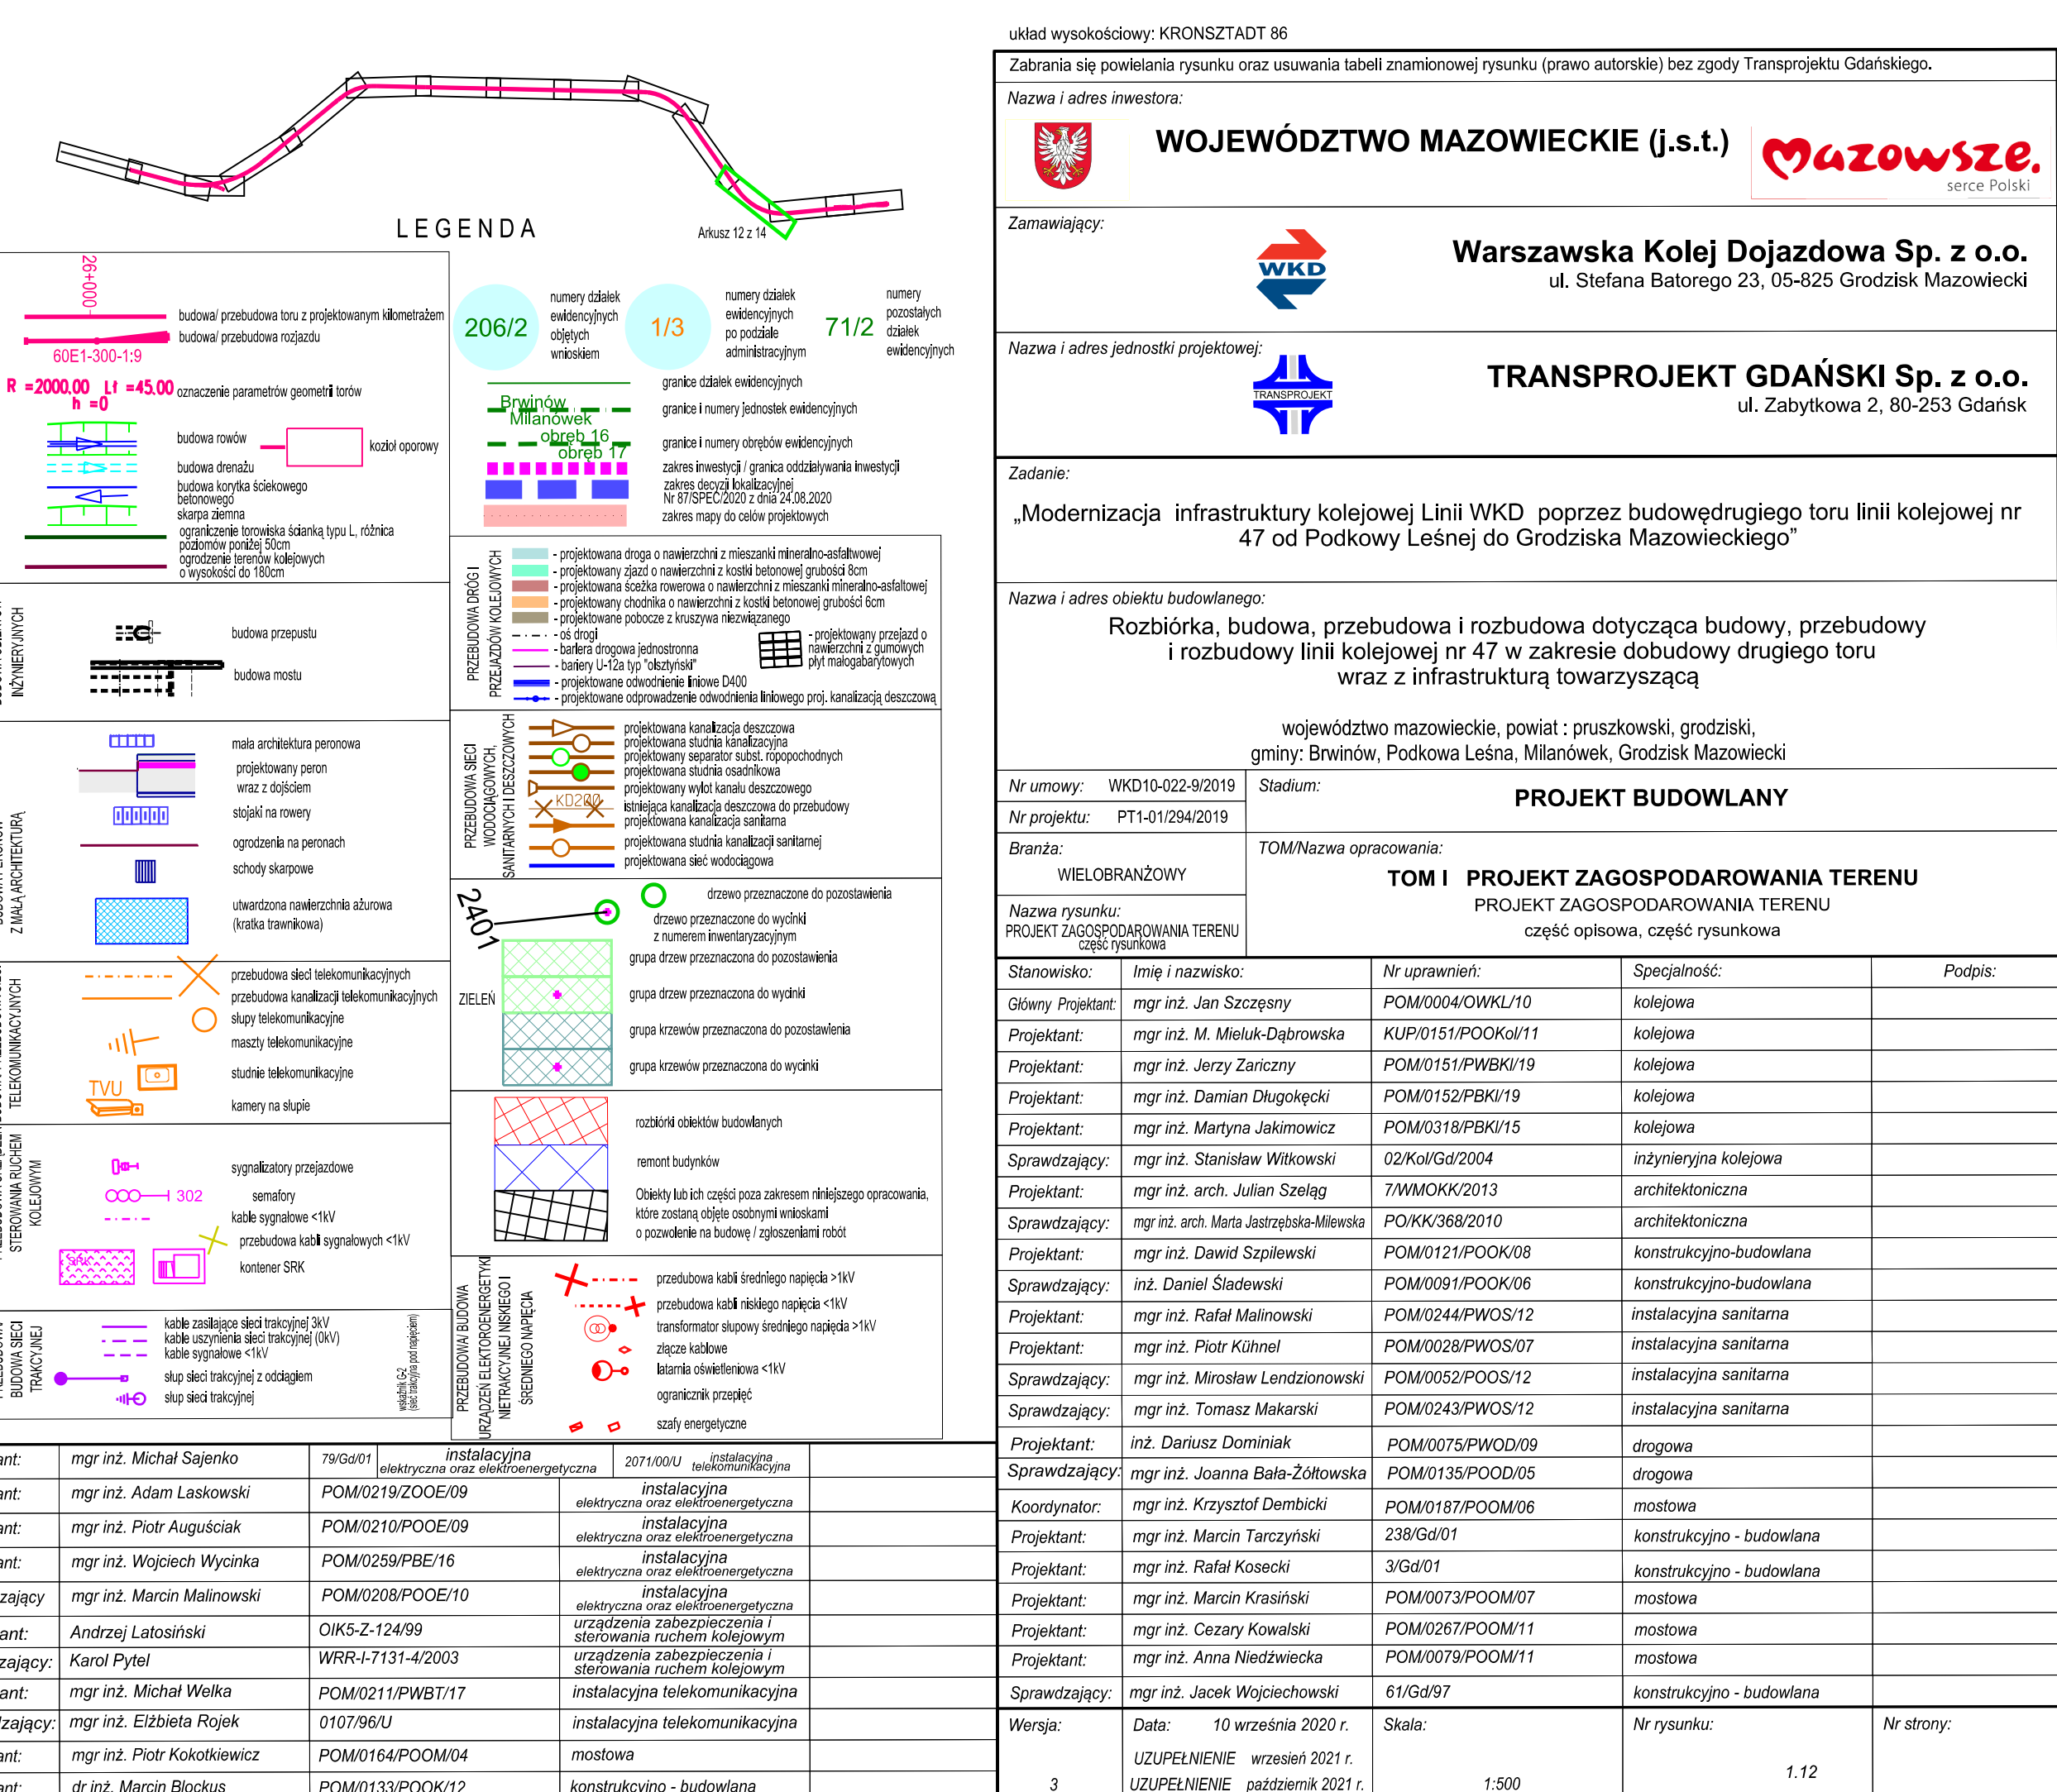 układ wysokościowy: KRONSZTADT 86
Zabrania się powielania rysunku oraz usuwania tabeli znamionowej rysunku (prawo autorskie) bez zgody Transprojektu Gdańskiego.
Nazwa i adres inwestora:
WOJEWÓDZTWO MAZOWIECKIE (j.s.t.)
mazowsze.
serce Polski
Zamawiający:
WKD
Warszawska Kolej Dojazdowa Sp. z o.o.
ul. Stefana Batorego 23, 05-825 Grodzisk Mazowiecki
Nazwa i adres jednostki projektowej:
TRANSPROJEKT
TRANSPROJEKT GDAŃSKI Sp. z o.o.
ul. Zabytkowa 2, 80-253 Gdańsk
Zadanie:
„Modernizacja infrastruktury kolejowej Linii WKD poprzez budowędrugiego toru linii kolejowej nr
47 od Podkowy Leśnej do Grodziska Mazowieckiego”
Nazwa i adres obiektu budowlanego:
Rozbiórka, budowa, przebudowa i rozbudowa dotycząca budowy, przebudowy
i rozbudowy linii kolejowej nr 47 w zakresie dobudowy drugiego toru
wraz z infrastrukturą towarzyszącą
województwo mazowieckie, powiat : pruszkowski, grodziski,
gminy: Brwinów, Podkowa Leśna, Milanówek, Grodzisk Mazowiecki
Nr umowy: WKD10-022-9/2019
Nr projektu: PT1-01/294/2019
Stadium:
PROJEKT BUDOWLANY
Branża:
WIELOBRANŻOWY
Nazwa rysunku:
PROJEKT ZAGOSPODAROWANIA TERENU
część rysunkowa
TOM/Nazwa opracowania:
TOM I PROJEKT ZAGOSPODAROWANIA TERENU
PROJEKT ZAGOSPODAROWANIA TERENU
część opisowa, część rysunkowa
Stanowisko: Imię i nazwisko: Nr uprawnień: Specjalność: Podpis:
Główny Projektant: mgr inż. Jan Szczęsny POM/0004/OWKL/10 kolejowa
Projektant: mgr inż. M. Mieluk-Dąbrowska KUP/0151/POOKol/11 kolejowa
Projektant: mgr inż. Jerzy Zariczny POM/0151/PWBKl/19 kolejowa
Projektant: mgr inż. Damian Długokęcki POM/0152/PBKl/19 kolejowa
Projektant: mgr inż. Martyna Jakimowicz POM/0318/PBKl/15 kolejowa
Sprawdzający: mgr inż. Stanisław Witkowski 02/Kol/Gd/2004 inżynieryjna kolejowa
Projektant: mgr inż. arch. Julian Szeląg 7/WMOKK/2013 architektoniczna
Sprawdzający: mgr inż. arch. Marta Jastrzębska-Milewska PO/KK/368/2010 architektoniczna
Projektant: mgr inż. Dawid Szpilewski POM/0121/POOK/08 konstrukcyjno-budowlana
Sprawdzający: inż. Daniel Śladewski POM/0091/POOK/06 konstrukcyjno-budowlana
Projektant: mgr inż. Rafał Malinowski POM/0244/PWOS/12 instalacyjna sanitarna
Projektant: mgr inż. Piotr Kühnel POM/0028/PWOS/07 instalacyjna sanitarna
Sprawdzający: mgr inż. Mirosław Lendzionowski POM/0052/POOS/12 instalacyjna sanitarna
Sprawdzający: mgr inż. Tomasz Makarski POM/0243/PWOS/12 instalacyjna sanitarna
Projektant: inż. Dariusz Dominiak POM/0075/PWOD/09 drogowa
Sprawdzający: mgr inż. Joanna Bała-Żółtowska POM/0135/POOD/05 drogowa
Koordynator: mgr inż. Krzysztof Dembicki POM/0187/POOM/06 mostowa
Projektant: mgr inż. Marcin Tarczyński 238/Gd/01 konstrukcyjno - budowlana
Projektant: mgr inż. Rafał Kosecki 3/Gd/01 konstrukcyjno - budowlana
Projektant: mgr inż. Marcin Krasiński POM/0073/POOM/07 mostowa
Projektant: mgr inż. Cezary Kowalski POM/0267/POOM/11 mostowa
Projektant: mgr inż. Anna Niedźwiecka POM/0079/POOM/11 mostowa
Sprawdzający: mgr inż. Jacek Wojciechowski 61/Gd/97 konstrukcyjno - budowlana
Wersja: Data: 10 września 2020 r. Skala: Nr rysunku: Nr strony:
UZUPEŁNIENIE wrzesień 2021 r.
3 UZUPEŁNIENIE październik 2021 r. 1:500 1.12
LEGENDA
Arkusz 12 z 14
26+000
budowa/ przebudowa toru z projektowanym kilometrażem
budowa/ przebudowa rozjazdu
60E1-300-1:9
R =2000.00 Lf =45.00
h =0
oznaczenie parametrów geometrii torów
budowa rowów
kozioł oporowy
budowa drenażu
budowa korytka ściekowego
betonowego
skarpa ziemna
ograniczenie torowiska ścianką typu L, różnica
poziomów poniżej 50cm
ogrodzenie terenów kolejowych
o wysokości do 180cm
206/2
numery działek
ewidencyjnych
objętych
wnioskiem
1/3
numery działek
ewidencyjnych
po podziale
administracyjnym
71/2
numery
pozostałych
działek
ewidencyjnych
granice działek ewidencyjnych
Brwinów
Milanówek
granice i numery jednostek ewidencyjnych
obręb 16
obręb 17
granice i numery obrębów ewidencyjnych
zakres inwestycji / granica oddziaływania inwestycji
zakres decyzji lokalizacyjnej
Nr 87/SPEC/2020 z dnia 24.08.2020
zakres mapy do celów projektowych
PRZEBUDOWA DRÓG I
PRZEJAZDÓW KOLEJOWYCH
- projektowana droga o nawierzchni z mieszanki mineralno-asfaltwowej
- projektowany zjazd o nawierzchni z kostki betonowej grubości 8cm
- projektowana ścežka rowerowa o nawierzchni z mieszanki mineralno-asfaltowej
- projektowany chodnika o nawierzchni z kostki betonowej grubości 6cm
- projektowane pobocze z kruszywa niezwiązanego
- oś drogi
- bariera drogowa jednostronna
- bariery U-12a typ "olsztyński"
- projektowane odwodnienie liniowe D400
- projektowane odprowadzenie odwodnienia liniowego proj. kanalizacją deszczową
- projektowany przejazd o
nawierzchni z gumowych
płyt małogabarytowych
INŻYNIERYJNYCH
budowa przepustu
budowa mostu
Z MAŁĄ ARCHITEKTURĄ
mała architektura peronowa
projektowany peron
wraz z dojściem
stojaki na rowery
ogrodzenia na peronach
schody skarpowe
utwardzona nawierzchnia ażurowa
(kratka trawnikowa)
PRZEBUDOWA SIECI
WODOCIĄGOWYCH,
SANITARNYCH I DESZCZOWYCH
projektowana kanalizacja deszczowa
projektowana studnia kanalizacyjna
projektowany separator subst. ropopochodnych
projektowana studnia osadnikowa
projektowany wylot kanału deszczowego
KD200
istniejąca kanalizacja deszczowa do przebudowy
projektowana kanalizacja sanitarna
projektowana studnia kanalizacji sanitarnej
projektowana sieć wodociągowa
ZIELEŃ
2401
drzewo przeznaczone do pozostawienia
drzewo przeznaczone do wycinki
z numerem inwentaryzacyjnym
grupa drzew przeznaczona do pozostawienia
grupa drzew przeznaczona do wycinki
grupa krzewów przeznaczona do pozostawienia
grupa krzewów przeznaczona do wycinki
TELEKOMUNIKACYJNYCH
przebudowa sieci telekomunikacyjnych
przebudowa kanalizacji telekomunikacyjnych
słupy telekomunikacyjne
maszty telekomunikacyjne
studnie telekomunikacyjne
TVU
kamery na słupie
rozbiórki obiektów budowlanych
remont budynków
Obiekty lub ich części poza zakresem niniejszego opracowania,
które zostaną objęte osobnymi wnioskami
o pozwolenie na budowę / zgłoszeniami robót
STEROWANIA RUCHEM
KOLEJOWYM
sygnalizatory przejazdowe
302
semafory
kable sygnałowe <1kV
przebudowa kabli sygnałowych <1kV
SRK
kontener SRK
BUDOWA SIECI
TRAKCYJNEJ
kable zasilające sieci trakcyjnej 3kV
kable uszynienia sieci trakcyjnej (0kV)
kable sygnałowe <1kV
słup sieci trakcyjnej z odciągiem
słup sieci trakcyjnej
wskaźnik G-2
(sieć trakcyjna pod napięciem)
PRZEBUDOWA/ BUDOWA
URZĄDZEŃ ELEKTOROENERGETYKI
NIETRAKCYJNEJ NISKIEGO I
ŚREDNIEGO NAPIĘCIA
przedubowa kabli średniego napięcia >1kV
przebudowa kabli niskiego napięcia <1kV
transformator słupowy średniego napięcia >1kV
złącze kablowe
latarnia oświetleniowa <1kV
ogranicznik przepięć
szafy energetyczne
ant: mgr inż. Michał Sajenko 79/Gd/01 instalacyjna elektryczna oraz elektroenergetyczna 2071/00/U instalacyjna telekomunikacyjna
ant: mgr inż. Adam Laskowski POM/0219/ZOOE/09 instalacyjna
elektryczna oraz elektroenergetyczna
ant: mgr inż. Piotr Auguściak POM/0210/POOE/09 instalacyjna
elektryczna oraz elektroenergetyczna
ant: mgr inż. Wojciech Wycinka POM/0259/PBE/16 instalacyjna
elektryczna oraz elektroenergetyczna
zający mgr inż. Marcin Malinowski POM/0208/POOE/10 instalacyjna
elektryczna oraz elektroenergetyczna
ant: Andrzej Latosiński OIK5-Z-124/99 urządzenia zabezpieczenia i
sterowania ruchem kolejowym
zający: Karol Pytel WRR-I-7131-4/2003 urządzenia zabezpieczenia i
sterowania ruchem kolejowym
ant: mgr inż. Michał Welka POM/0211/PWBT/17 instalacyjna telekomunikacyjna
zający: mgr inż. Elżbieta Rojek 0107/96/U instalacyjna telekomunikacyjna
ant: mgr inż. Piotr Kokotkiewicz POM/0164/POOM/04 mostowa
ant: dr inż. Marcin Blockus POM/0133/POOK/12 konstrukcyjno - budowlana